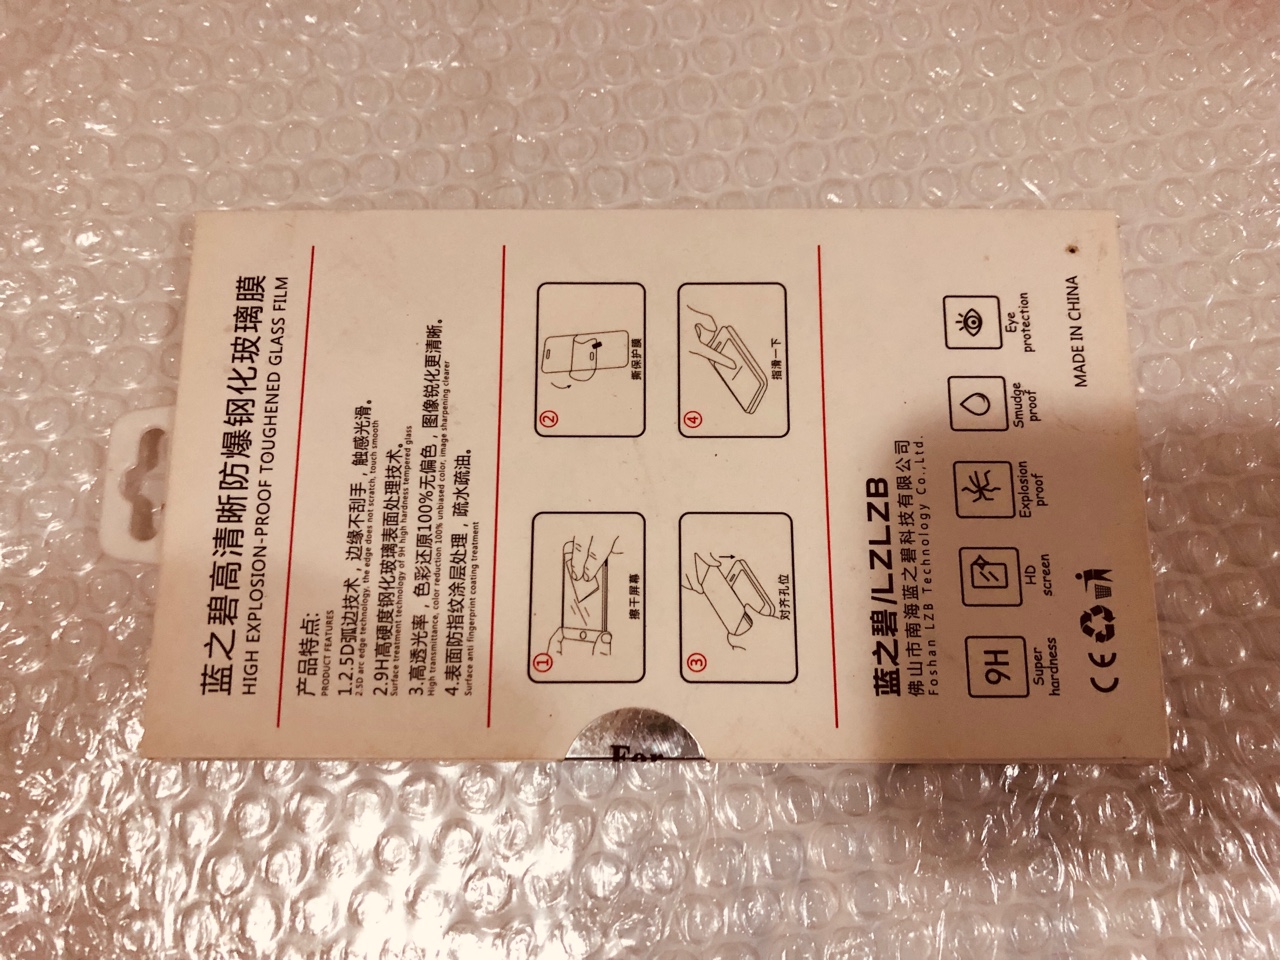 蓝之碧高清晰防爆钢化玻璃膜
HIGH EXPLOSION-PROOF TOUGHENED GLASS FILM
产品特点:
PRODUCT FEATURES
1.2.5D弧边技术，边缘不刮手，触感光滑。
2.5D arc edge technology, the edge does not scratch, touch smooth
2.9H高硬度钢化玻璃表面处理技术。
Surface treatment technology of 9H high hardness tempered glass
3.高透光率，色彩还原100%无偏色，图像锐化更清晰。
High transmittance, color reduction 100% unbiased color, image sharpening clearer
4.表面防指纹涂层处理，疏水疏油。
Surface anti fingerprint coating treatment
①
擦干屏幕
②
撕保护膜
③
对齐孔位
④
指滑一下
For
蓝之碧/LZLZB
佛山市南海蓝之碧科技有限公司
Foshan LZB Technology Co.,Ltd.
9H
Super
hardness
HD
screen
Explosion
proof
Smudge
proof
Eye
protection
CE
MADE IN CHINA